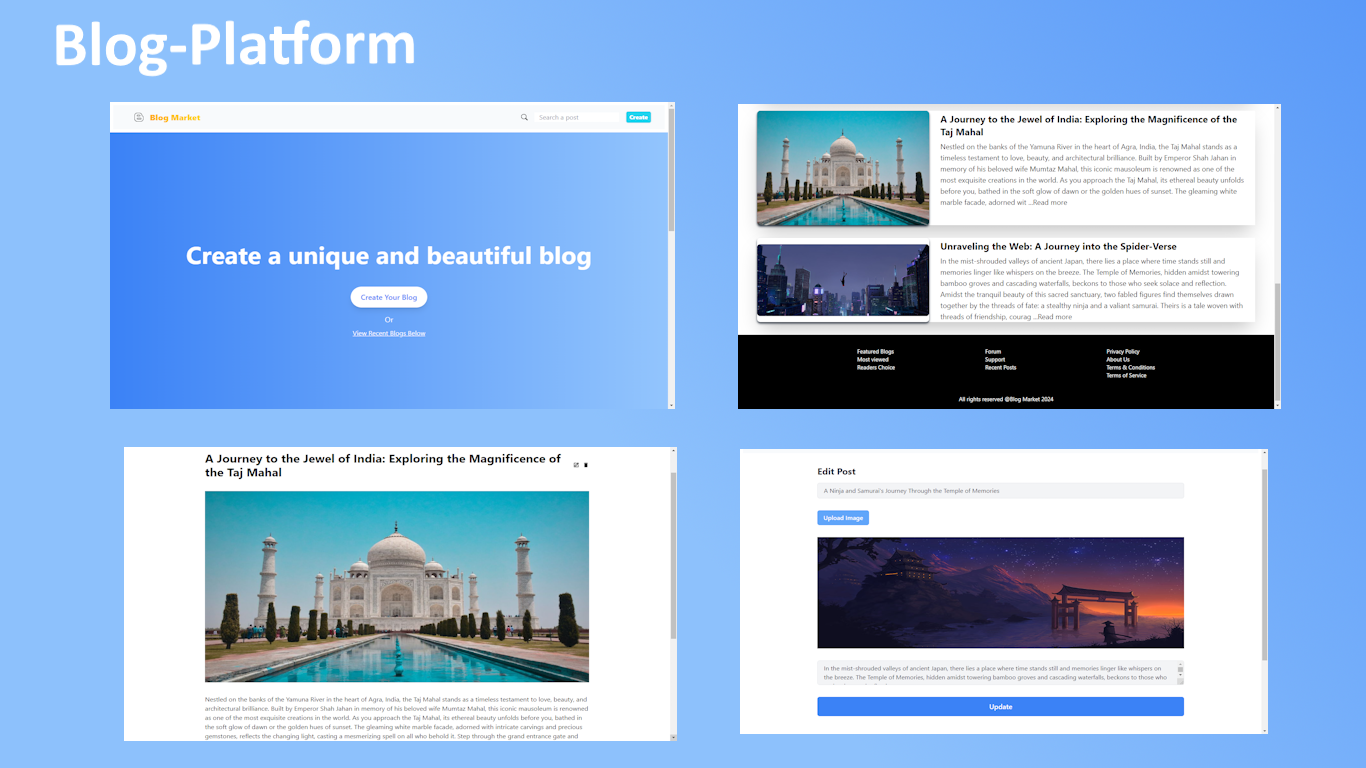 Blog-Platform
Blog Market
Search a post
Create
Create a unique and beautiful blog
Create Your Blog
Or
View Recent Blogs Below
A Journey to the Jewel of India: Exploring the Magnificence of the
Taj Mahal
Nestled on the banks of the Yamuna River in the heart of Agra, India, the Taj Mahal stands as a
timeless testament to love, beauty, and architectural brilliance. Built by Emperor Shah Jahan in
memory of his beloved wife Mumtaz Mahal, this iconic mausoleum is renowned as one of the
most exquisite creations in the world. As you approach the Taj Mahal, its ethereal beauty unfolds
before you, bathed in the soft glow of dawn or the golden hues of sunset. The gleaming white
marble facade, adorned wit ...Read more
Unraveling the Web: A Journey into the Spider-Verse
In the mist-shrouded valleys of ancient Japan, there lies a place where time stands still and
memories linger like whispers on the breeze. The Temple of Memories, hidden amidst towering
bamboo groves and cascading waterfalls, beckons to those who seek solace and reflection.
Amidst the tranquil beauty of this sacred sanctuary, two fabled figures find themselves drawn
together by the threads of fate: a stealthy ninja and a valiant samurai. Theirs is a tale woven with
threads of friendship, courag ...Read more
Featured Blogs
Most viewed
Readers Choice
Forum
Support
Recent Posts
Privacy Policy
About Us
Terms & Conditions
Terms of Service
All rights reserved @Blog Market 2024
A Journey to the Jewel of India: Exploring the Magnificence of
the Taj Mahal
Nestled on the banks of the Yamuna River in the heart of Agra, India, the Taj Mahal stands as a timeless testament to love, beauty, and
architectural brilliance. Built by Emperor Shah Jahan in memory of his beloved wife Mumtaz Mahal, this iconic mausoleum is renowned
as one of the most exquisite creations in the world. As you approach the Taj Mahal, its ethereal beauty unfolds before you, bathed in
the soft glow of dawn or the golden hues of sunset. The gleaming white marble facade, adorned with intricate carvings and precious
gemstones, reflects the changing light, casting a mesmerizing spell on all who behold it. Step through the grand entrance gate and
Edit Post
A Ninja and Samurai's Journey Through the Temple of Memories
Upload Image
In the mist-shrouded valleys of ancient Japan, there lies a place where time stands still and memories linger like whispers on
the breeze. The Temple of Memories, hidden amidst towering bamboo groves and cascading waterfalls, beckons to those who
Update